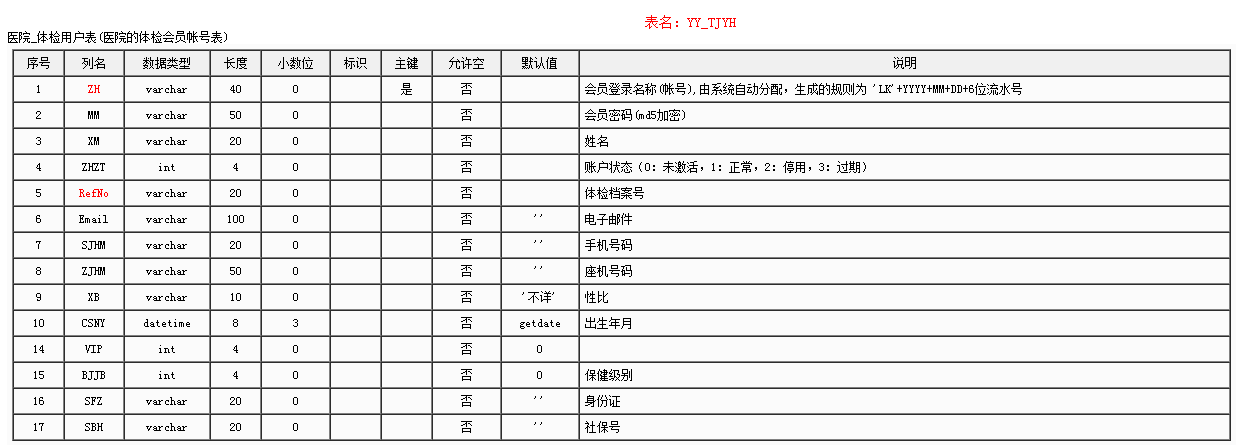 表名：YY_TJYH
医院_体检用户表(医院的体检会员帐号表)
序号 列名 数据类型 长度 小数位 标识 主键 允许空 默认值 说明
1 ZH varchar 40 0 是 否 会员登录名称(帐号),由系统自动分配，生成的规则为 'LK'+YYYY+MM+DD+6位流水号
2 MM varchar 50 0 否 会员密码(md5加密)
3 XM varchar 20 0 否 姓名
4 ZHZT int 4 0 否 账户状态（0：未激活，1：正常，2：停用，3：过期）
5 RefNo varchar 20 0 否 体检档案号
6 Email varchar 100 0 否 '' 电子邮件
7 SJHM varchar 20 0 否 '' 手机号码
8 ZJHM varchar 50 0 否 '' 座机号码
9 XB varchar 10 0 否 '不详' 性比
10 CSNY datetime 8 3 否 getdate 出生年月
14 VIP int 4 0 否 0
15 BJJB int 4 0 否 0 保健级别
16 SFZ varchar 20 0 否 '' 身份证
17 SBH varchar 20 0 否 '' 社保号